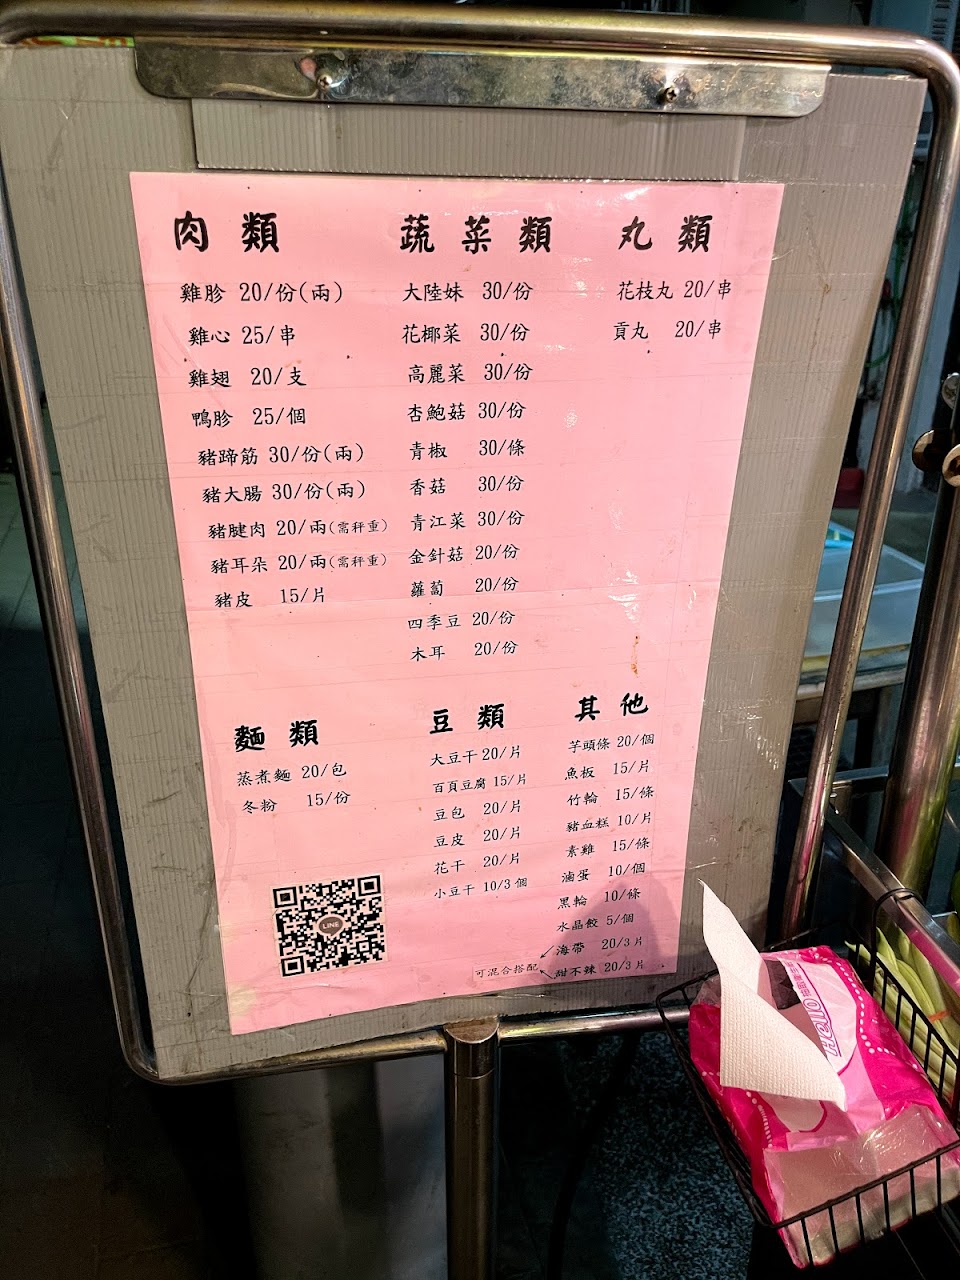 肉類
雞胗 20/份(兩)
雞心 25/串
雞翅 20/支
鴨胗 25/個
豬蹄筋 30/份(兩)
豬大腸 30/份(兩)
豬腱肉 20/兩(需秤重)
豬耳朵 20/兩(需秤重)
豬皮 15/片
蔬菜類
大陸妹 30/份
花椰菜 30/份
高麗菜 30/份
杏鮑菇 30/份
青椒 30/條
香菇 30/份
青江菜 30/份
金針菇 20/份
蘿蔔 20/份
四季豆 20/份
木耳 20/份
丸類
花枝丸 20/串
貢丸 20/串
麵類
蒸煮麵 20/包
冬粉 15/份
豆類
大豆干 20/片
百頁豆腐 15/片
豆包 20/片
豆皮 20/片
花干 20/片
小豆干 10/3個
其他
芋頭條 20/個
魚板 15/片
竹輪 15/條
豬血糕 10/片
素雞 15/條
滷蛋 10/個
黑輪 10/條
水晶餃 5/個
海帶 20/3片
甜不辣 20/3片
可混合搭配
LINE
Hello